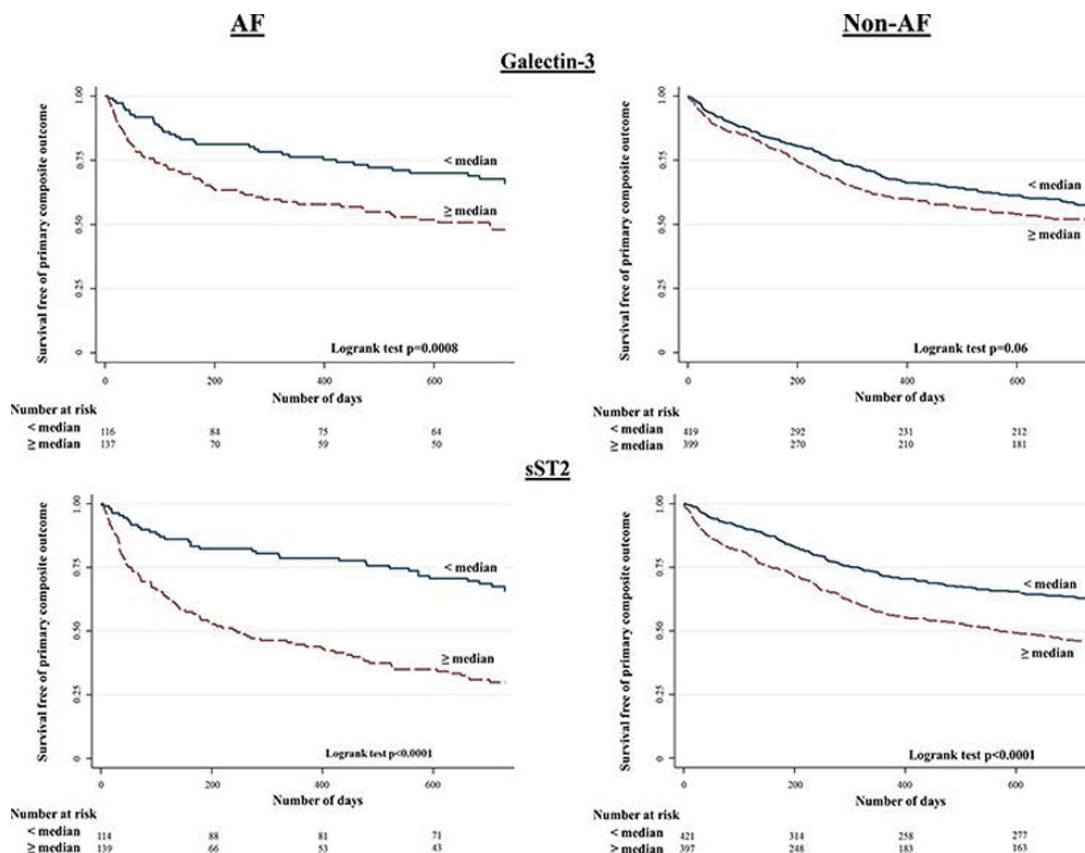 AF
Non-AF
Galectin-3
Survival free of primary composite outcome
1.00
0.75
0.50
0.25
0
< median
≥ median
Logrank test p=0.0008
0 200 400 600
Number of days
Number at risk
< median 116 84 75 64
≥ median 137 70 59 50
Survival free of primary composite outcome
1.00
0.75
0.50
0.25
0
< median
≥ median
Logrank test p=0.06
0 200 400 600
Number of days
Number at risk
< median 419 292 231 212
≥ median 399 270 210 181
sST2
Survival free of primary composite outcome
1.00
0.75
0.50
0.25
0
< median
≥ median
Logrank test p<0.0001
0 200 400 600
Number of days
Number at risk
< median 114 88 81 71
≥ median 139 66 53 43
Survival free of primary composite outcome
1.00
0.75
0.50
0.25
0
< median
≥ median
Logrank test p<0.0001
0 200 400 600
Number of days
Number at risk
< median 421 314 258 277
≥ median 397 248 183 163